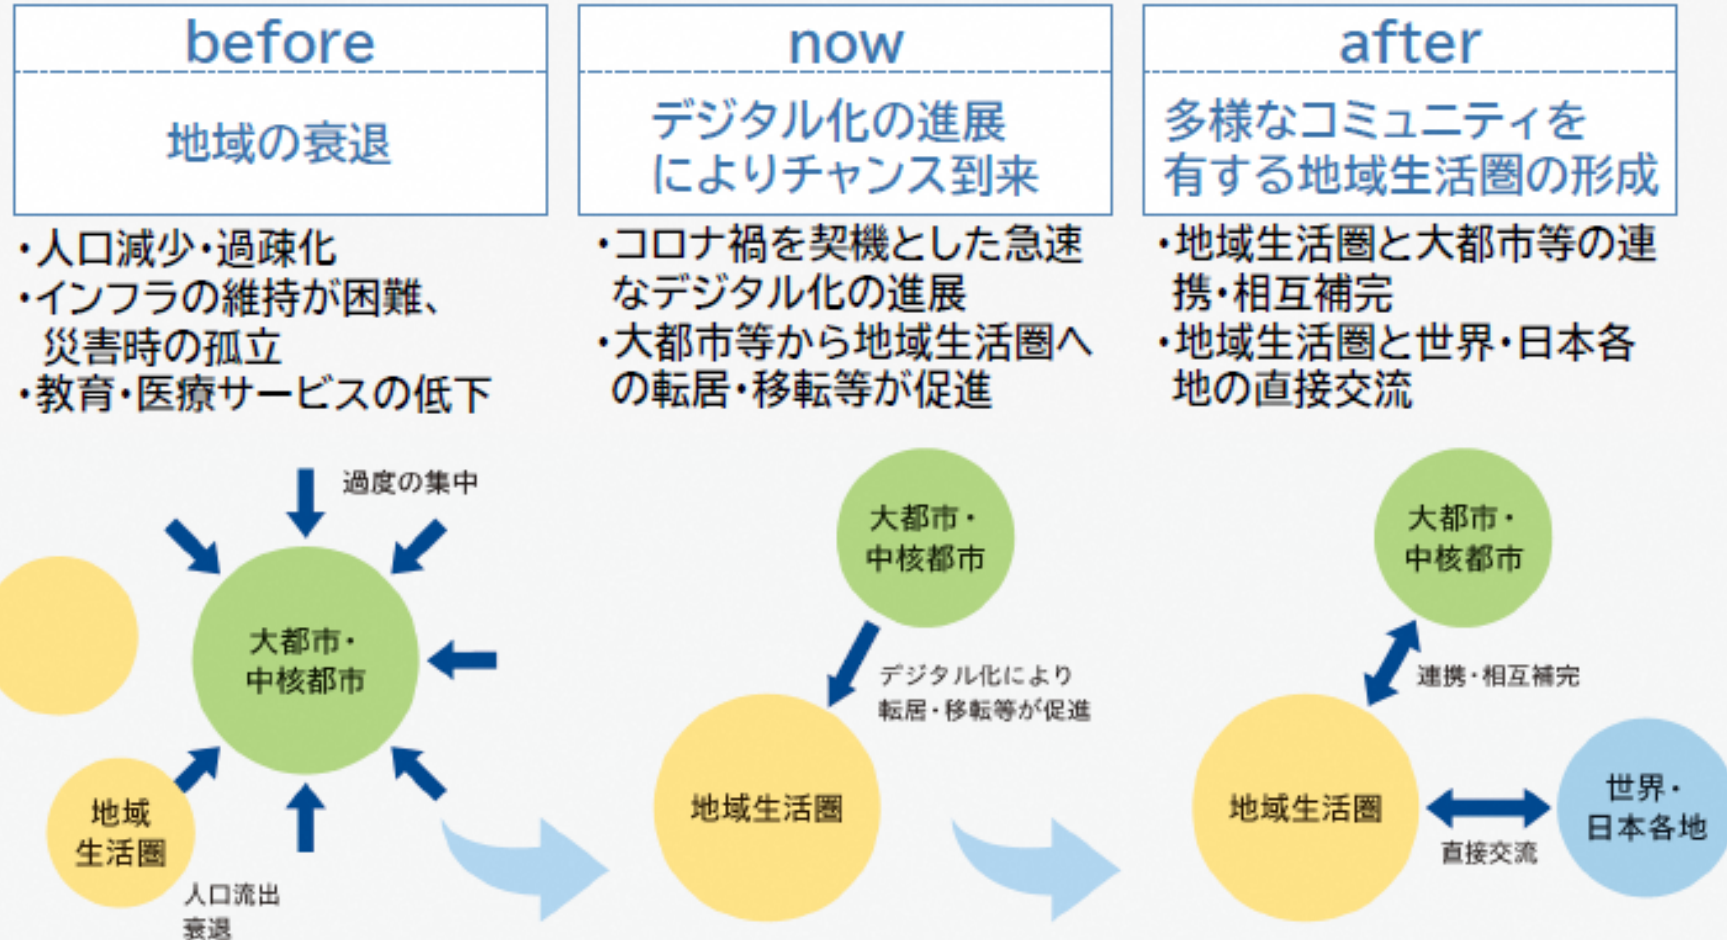 before
地域の衰退
・人口減少・過疎化
・インフラの維持が困難、
災害時の孤立
・教育・医療サービスの低下
過度の集中
大都市・
中核都市
地域
生活圏
人口流出
衰退
now
デジタル化の進展
によりチャンス到来
・コロナ禍を契機とした急速
なデジタル化の進展
・大都市等から地域生活圏へ
の転居・移転等が促進
大都市・
中核都市
デジタル化により
転居・移転等が促進
地域生活圏
after
多様なコミュニティを
有する地域生活圏の形成
・地域生活圏と大都市等の連
携・相互補完
・地域生活圏と世界・日本各
地の直接交流
大都市・
中核都市
連携・相互補完
地域生活圏
世界・
日本各地
直接交流